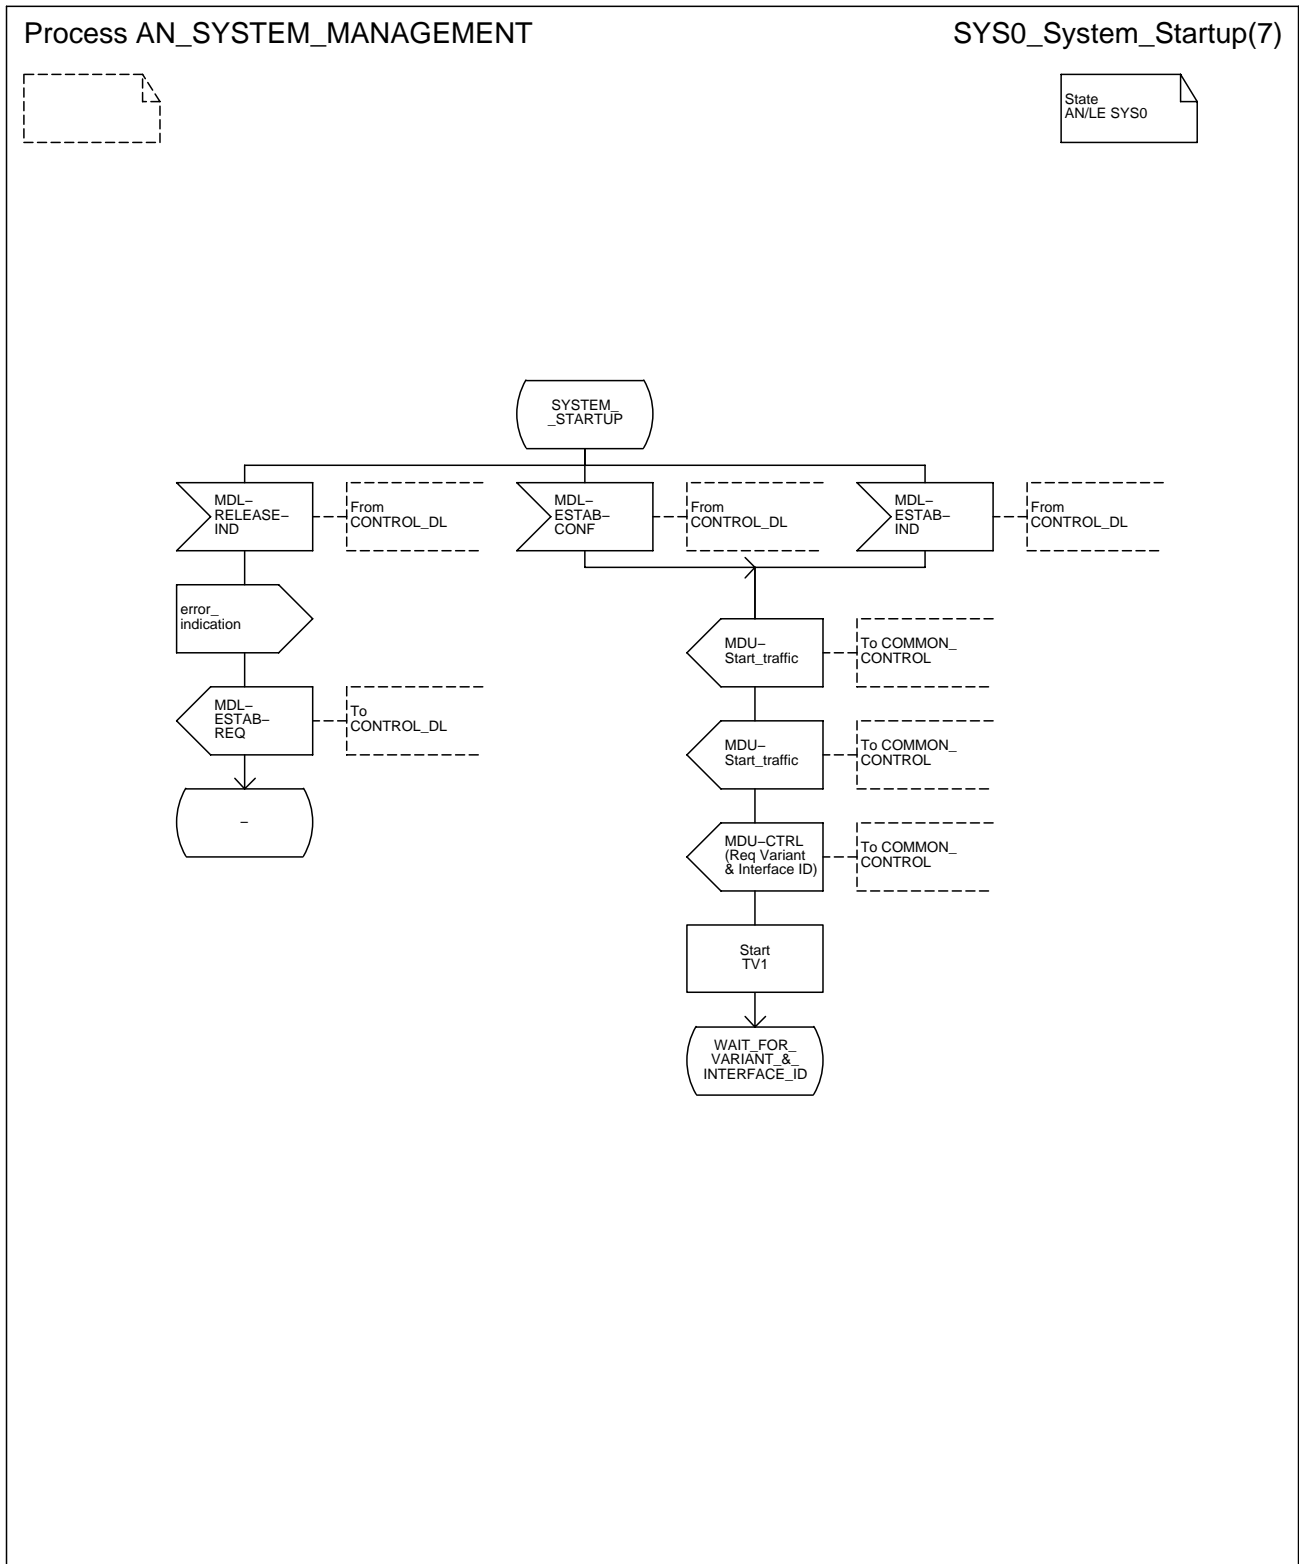 Process AN_SYSTEM_MANAGEMENT
SYS0_System_Startup(7)
State
AN/LE SYS0
SYSTEM_
_STARTUP
MDL–
RELEASE–
IND
From
CONTROL_DL
MDL–
ESTAB–
CONF
From
CONTROL_DL
MDL–
ESTAB–
IND
From
CONTROL_DL
error_
indication
MDU–
Start_traffic
To COMMON_
CONTROL
MDL–
ESTAB–
REQ
To
CONTROL_DL
MDU–
Start_traffic
To COMMON_
CONTROL
–
MDU–CTRL
(Req Variant
& Interface ID)
To COMMON_
CONTROL
Start
TV1
WAIT_FOR_
VARIANT_&_
INTERFACE_ID